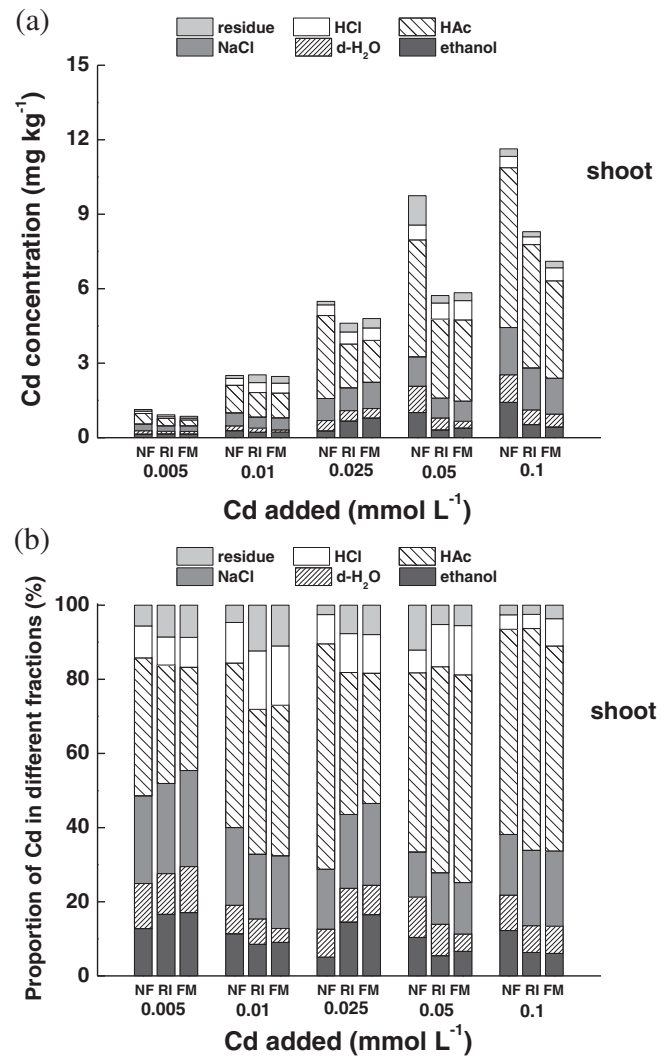 (a)
residue HCl HAc
NaCl d-H₂O ethanol
15
12
9
6
3
0
Cd concentration (mg kg⁻¹)
shoot
NF RI FM NF RI FM NF RI FM NF RI FM NF RI FM
0.005 0.01 0.025 0.05 0.1
Cd added (mmol L⁻¹)
(b)
residue HCl HAc
NaCl d-H₂O ethanol
100
80
60
40
20
0
Proportion of Cd in different fractions (%)
shoot
NF RI FM NF RI FM NF RI FM NF RI FM NF RI FM
0.005 0.01 0.025 0.05 0.1
Cd added (mmol L⁻¹)